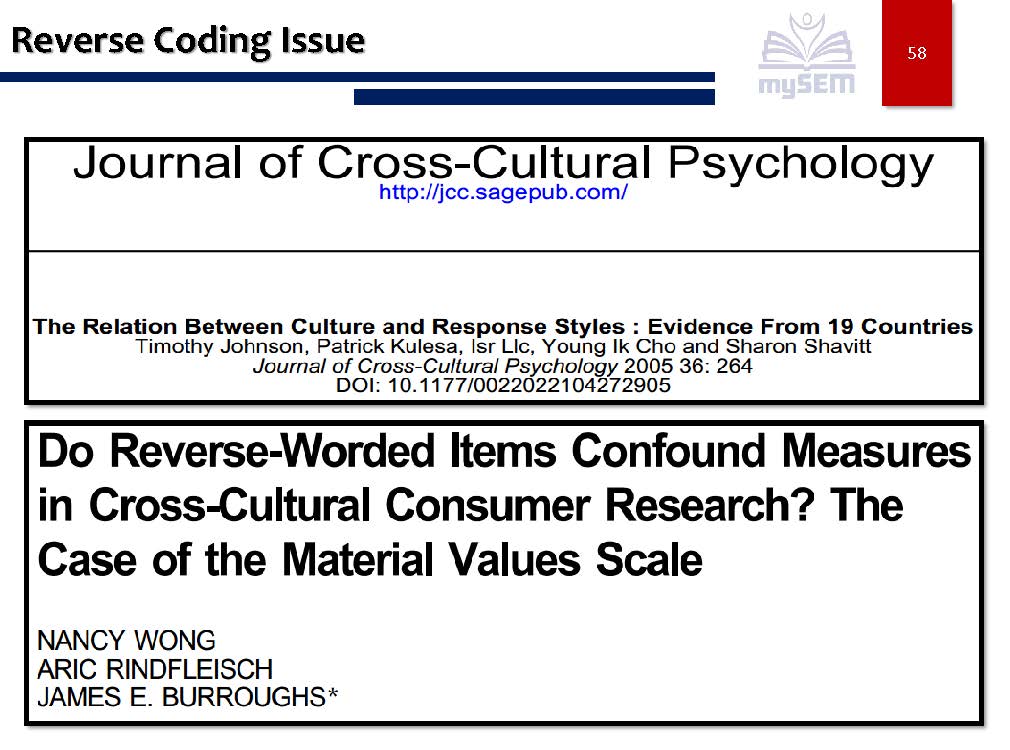 Reverse Coding Issue
mySEM
58
Journal of Cross-Cultural Psychology
http://jcc.sagepub.com/
The Relation Between Culture and Response Styles : Evidence From 19 Countries
Timothy Johnson, Patrick Kulesa, Isr Llc, Young Ik Cho and Sharon Shavitt
Journal of Cross-Cultural Psychology 2005 36: 264
DOI: 10.1177/0022022104272905
Do Reverse-Worded Items Confound Measures
in Cross-Cultural Consumer Research? The
Case of the Material Values Scale
NANCY WONG
ARIC RINDFLEISCH
JAMES E. BURROUGHS*